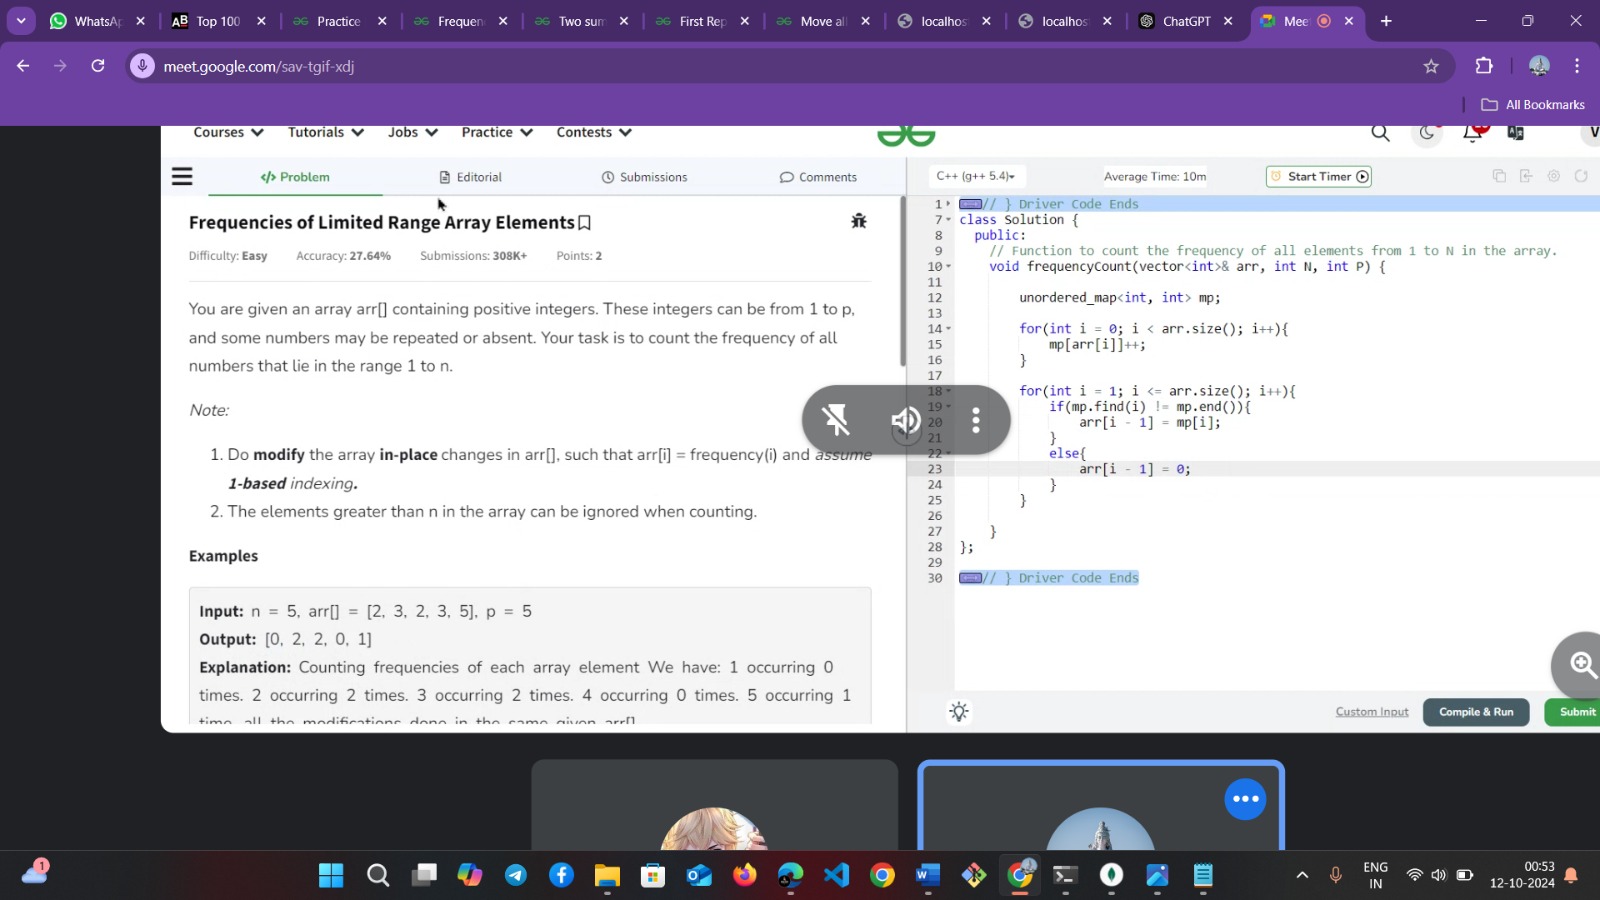 WhatsAp
Top 100
Practice
Frequen
Two sum
First Rep
Move all
localhos
localhos
ChatGPT
Mee
meet.google.com/sav-tgif-xdj
All Bookmarks
Courses
Tutorials
Jobs
Practice
Contests
Problem
Editorial
Submissions
Comments
C++ (g++ 5.4)
Average Time: 10m
Start Timer
Frequencies of Limited Range Array Elements
Difficulty: Easy
Accuracy: 27.64%
Submissions: 308K+
Points: 2
You are given an array arr[] containing positive integers. These integers can be from 1 to p,
and some numbers may be repeated or absent. Your task is to count the frequency of all
numbers that lie in the range 1 to n.
Note:
1. Do modify the array in-place changes in arr[], such that arr[i] = frequency(i) and assume
1-based indexing.
2. The elements greater than n in the array can be ignored when counting.
Examples
Input: n = 5, arr[] = [2, 3, 2, 3, 5], p = 5
Output: [0, 2, 2, 0, 1]
Explanation: Counting frequencies of each array element We have: 1 occurring 0
times. 2 occurring 2 times. 3 occurring 2 times. 4 occurring 0 times. 5 occurring 1
time. all the modifications done in the same given arr[]
1 // } Driver Code Ends
7 class Solution {
8 public:
9 // Function to count the frequency of all elements from 1 to N in the array.
10 void frequencyCount(vector<int>& arr, int N, int P) {
11
12 unordered_map<int, int> mp;
13
14 for(int i = 0; i < arr.size(); i++){
15 mp[arr[i]]++;
16 }
17
18 for(int i = 1; i <= arr.size(); i++){
19 if(mp.find(i) != mp.end()){
20 arr[i - 1] = mp[i];
21 }
22 else{
23 arr[i - 1] = 0;
24 }
25 }
26
27 }
28 };
29
30 // } Driver Code Ends
Custom Input
Compile & Run
Submit
1
ENG
IN
00:53
12-10-2024